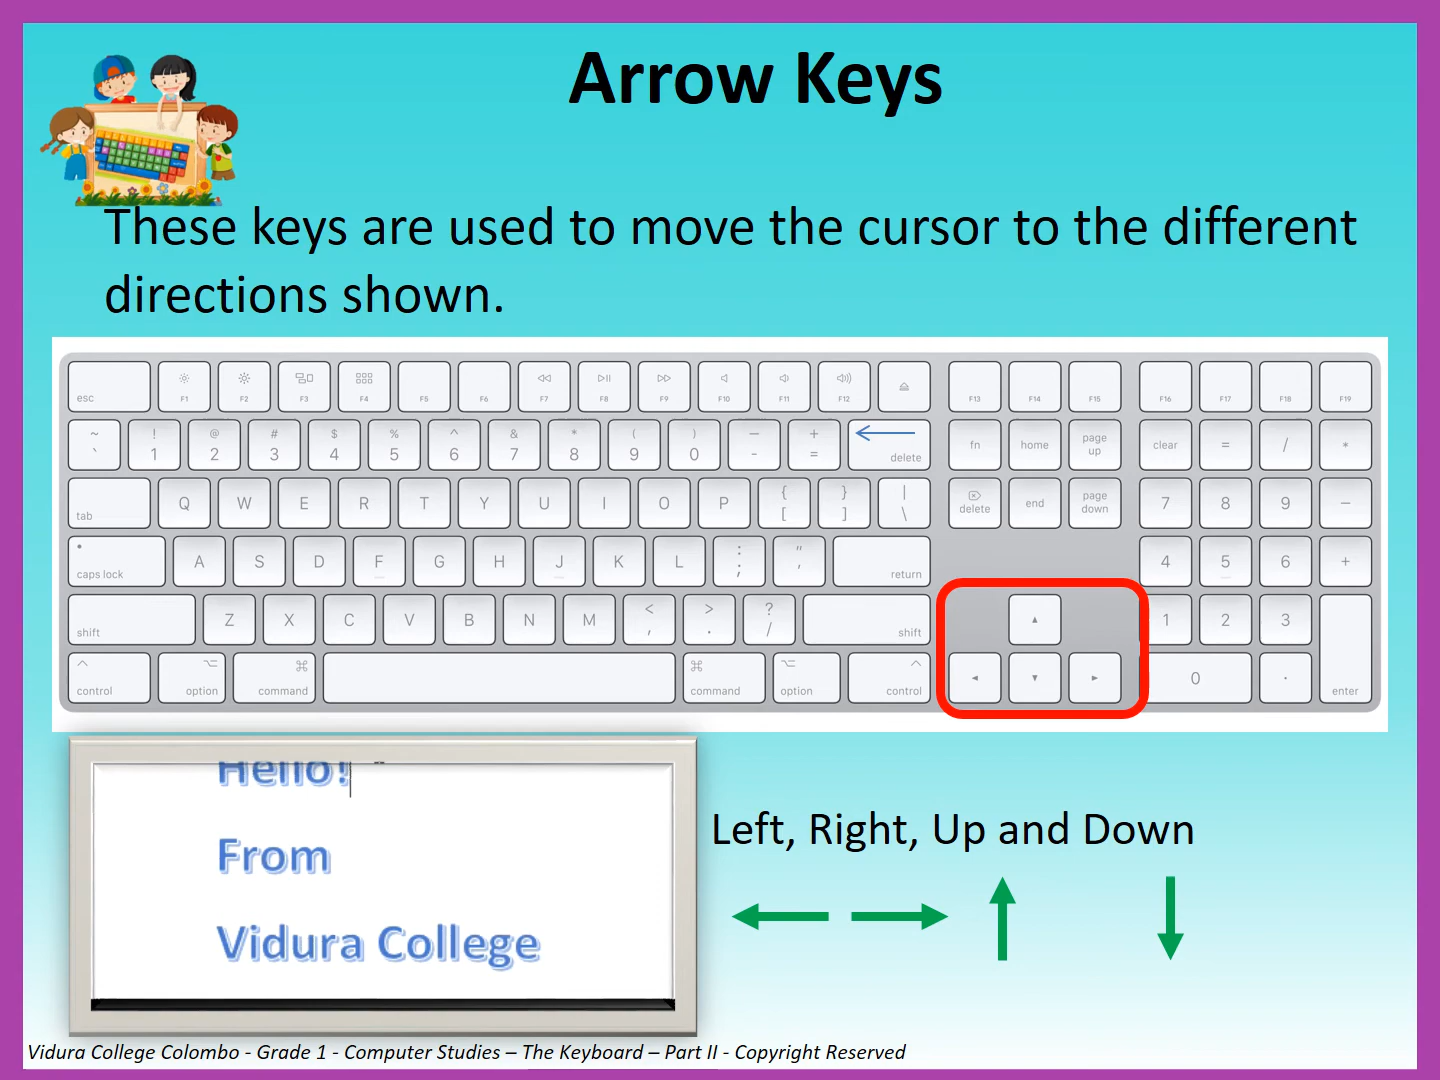 Arrow Keys
These keys are used to move the cursor to the different
directions shown.
esc F1 F2 F3 F4 F5 F6 F7 F8 F9 F10 F11 F12 F13 F14 F15 F16 F17 F18 F19
~ ` ! 1 @ 2 # 3 $ 4 % 5 ^ 6 & 7 * 8 ( 9 ) 0 — - + = delete fn home page up clear = / *
tab Q W E R T Y U I O P { [ } ] | \ delete end page down 7 8 9 −
caps lock A S D F G H J K L : ; " ' return 4 5 6 +
shift Z X C V B N M < , > . ? / shift 1 2 3
control option command command option control 0 . enter
Hello!
From
Vidura College
Left, Right, Up and Down
Vidura College Colombo - Grade 1 - Computer Studies – The Keyboard – Part II - Copyright Reserved